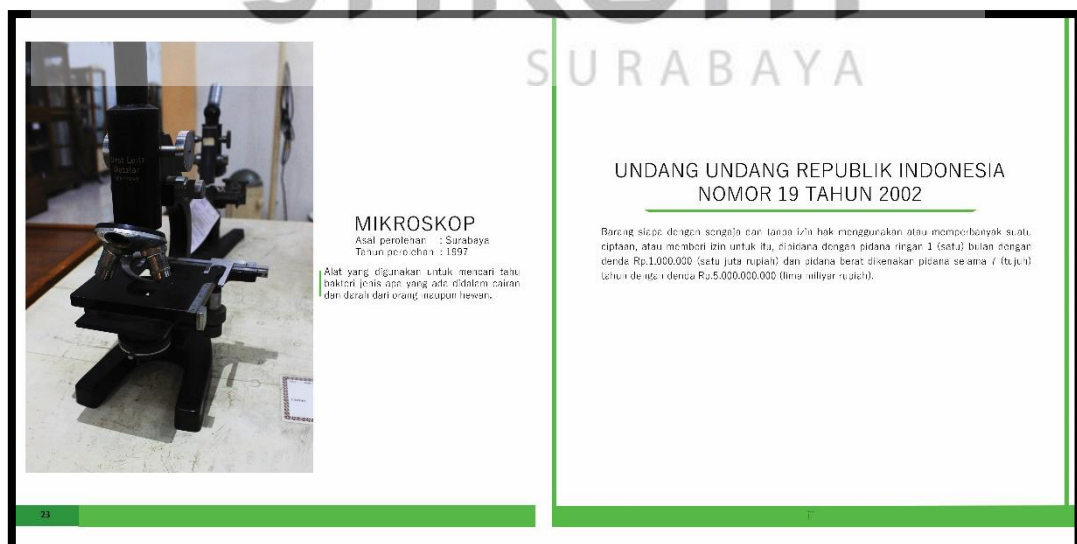 SURABAYA
MIKROSKOP
Asal perolehan : Surabaya
Tahun perolehan : 1997
Alat yang digunakan untuk mencari tahu
bakteri jenis apa yang ada didalam cairan
dan darah dari orang maupun hewan.
23
UNDANG UNDANG REPUBLIK INDONESIA
NOMOR 19 TAHUN 2002
Barang siapa dengan sengaja dan tanpa izin hak menggunakan atau memperbanyak suatu
ciptaan, atau memberi izin untuk itu, dipidana dengan pidana ringan 1 (satu) bulan dengan
denda Rp.1.000.000 (satu juta rupiah) dan pidana berat dikenakan pidana selama 7 (tujuh)
tahun dengan denda Rp.5.000.000.000 (lima milyar rupiah).